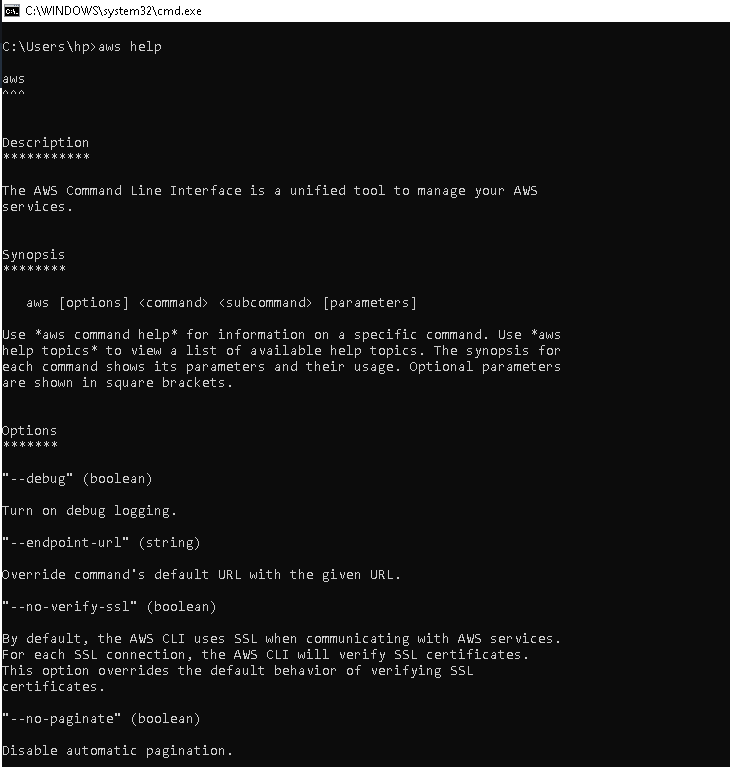 C:\WINDOWS\system32\cmd.exe
C:\Users\hp>aws help
aws
^^^
Description
***********
The AWS Command Line Interface is a unified tool to manage your AWS
services.
Synopsis
********
aws [options] <command> <subcommand> [parameters]
Use *aws command help* for information on a specific command. Use *aws
help topics* to view a list of available help topics. The synopsis for
each command shows its parameters and their usage. Optional parameters
are shown in square brackets.
Options
*******
"--debug" (boolean)
Turn on debug logging.
"--endpoint-url" (string)
Override command's default URL with the given URL.
"--no-verify-ssl" (boolean)
By default, the AWS CLI uses SSL when communicating with AWS services.
For each SSL connection, the AWS CLI will verify SSL certificates.
This option overrides the default behavior of verifying SSL
certificates.
"--no-paginate" (boolean)
Disable automatic pagination.